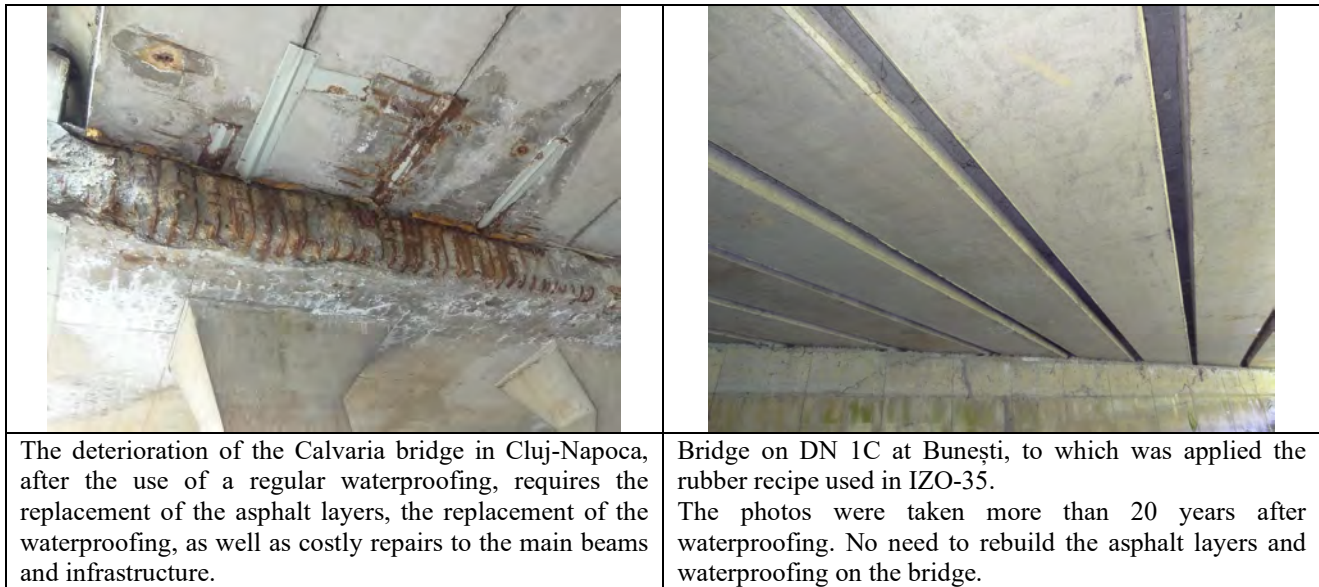 The deterioration of the Calvaria bridge in Cluj-Napoca,
after the use of a regular waterproofing, requires the
replacement of the asphalt layers, the replacement of the
waterproofing, as well as costly repairs to the main beams
and infrastructure.
Bridge on DN 1C at Bunești, to which was applied the
rubber recipe used in IZO-35.
The photos were taken more than 20 years after
waterproofing. No need to rebuild the asphalt layers and
waterproofing on the bridge.